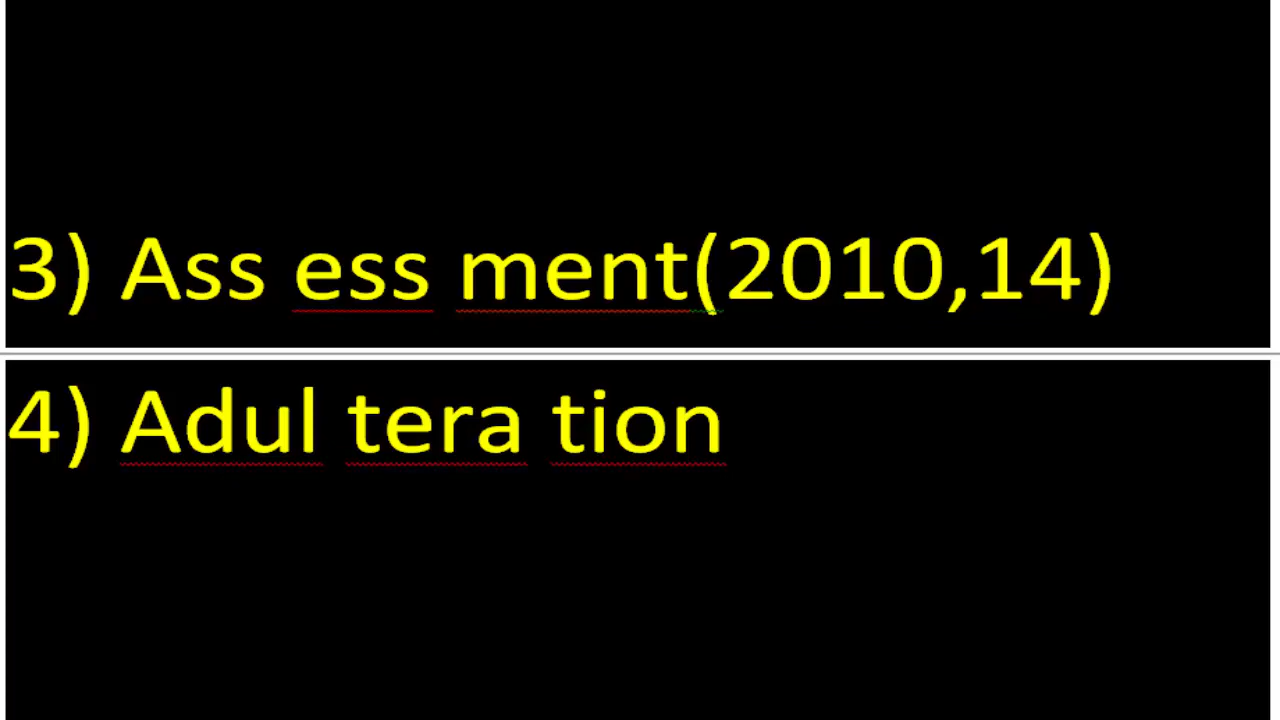 3) Ass ess ment(2010,14)
4) Adul tera tion